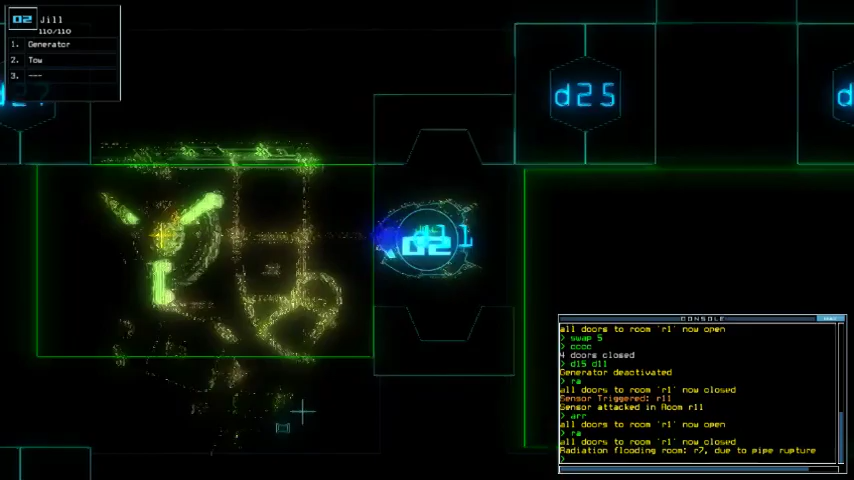 02 Jill
110/110
1. Generator
2. Tow
3. ---
d27
d25
d
02
CONSOLE
all doors to room 'r1' now open
> swap 5
> cccc
4 doors closed
> d15 d11
Generator deactivated
> ra
all doors to room 'r1' now closed
Sensor Triggered: r11
Sensor attacked in Room r11
> arr
all doors to room 'r1' now open
> ra
all doors to room 'r1' now closed
Radiation flooding room: r7, due to pipe rupture
>